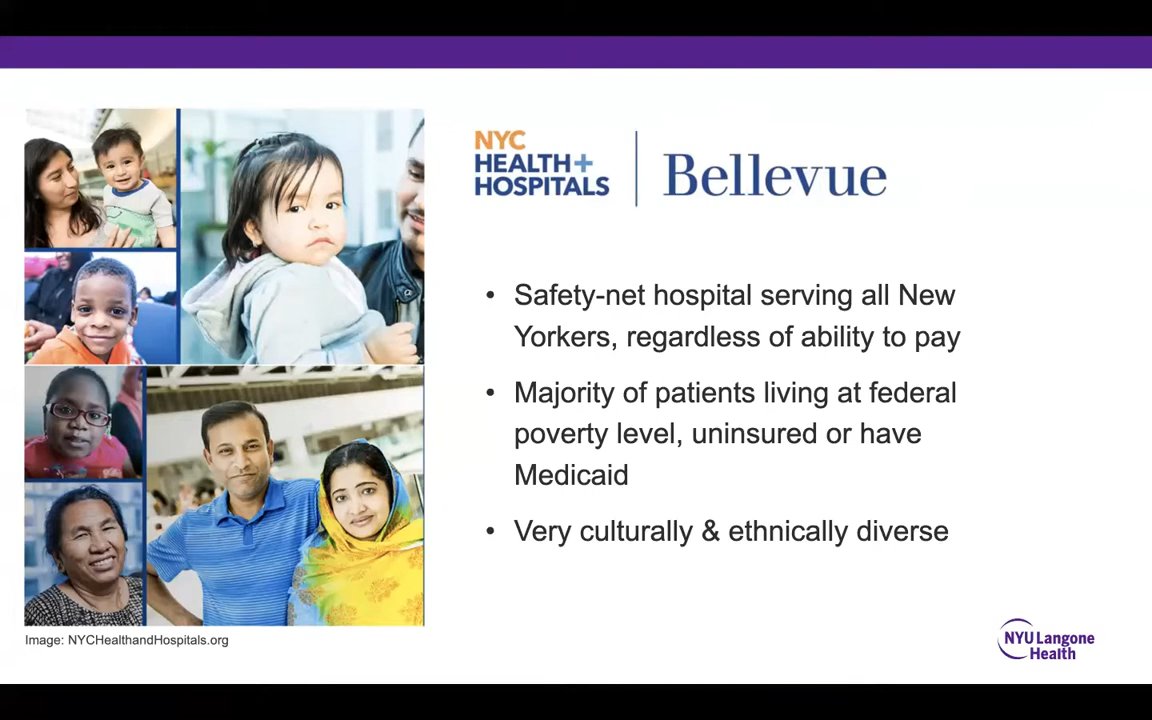 NYC
HEALTH+
HOSPITALS
Bellevue
• Safety-net hospital serving all New
Yorkers, regardless of ability to pay
• Majority of patients living at federal
poverty level, uninsured or have
Medicaid
• Very culturally & ethnically diverse
Image: NYCHealthandHospitals.org
NYU Langone
Health